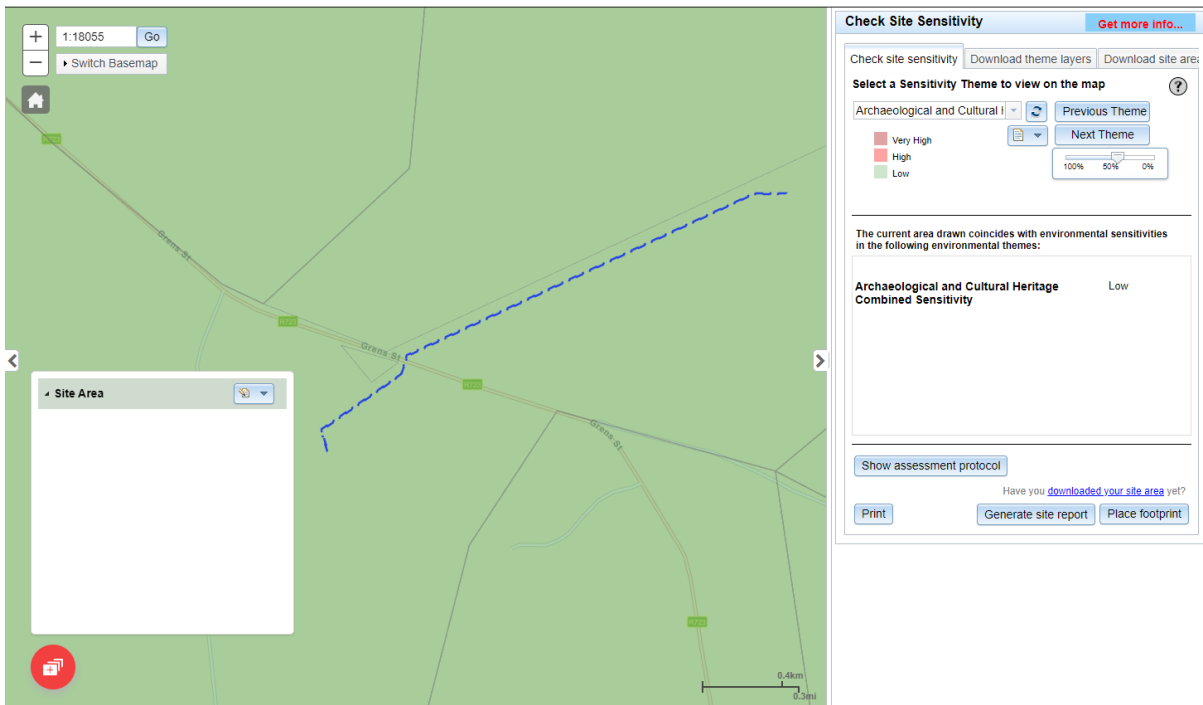 +
1:18055
Go
−
Switch Basemap
R723
Grens St
R723
Grens St
R723
Grens St
R723
Site Area
0.4km
0.3mi
Check Site Sensitivity
Get more info...
Check site sensitivity
Download theme layers
Download site area
Select a Sensitivity Theme to view on the map
?
Archaeological and Cultural H
Previous Theme
Next Theme
Very High
High
Low
100% 50% 0%
The current area drawn coincides with environmental sensitivities
in the following environmental themes:
Archaeological and Cultural Heritage
Combined Sensitivity
Low
Show assessment protocol
Have you downloaded your site area yet?
Print
Generate site report
Place footprint